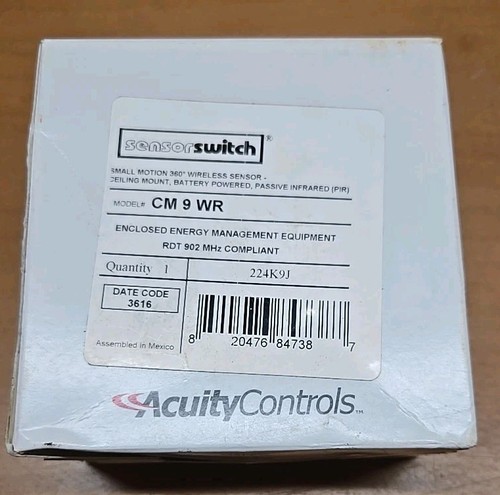 sensorswitch®
SMALL MOTION 360° WIRELESS SENSOR -
CEILING MOUNT, BATTERY POWERED, PASSIVE INFRARED (PIR)
MODEL# CM 9 WR
ENCLOSED ENERGY MANAGEMENT EQUIPMENT
RDT 902 MHz COMPLIANT
Quantity 1 224K9J
DATE CODE
3616
8 20476 84738 7
Assembled in Mexico
AcuityControls™